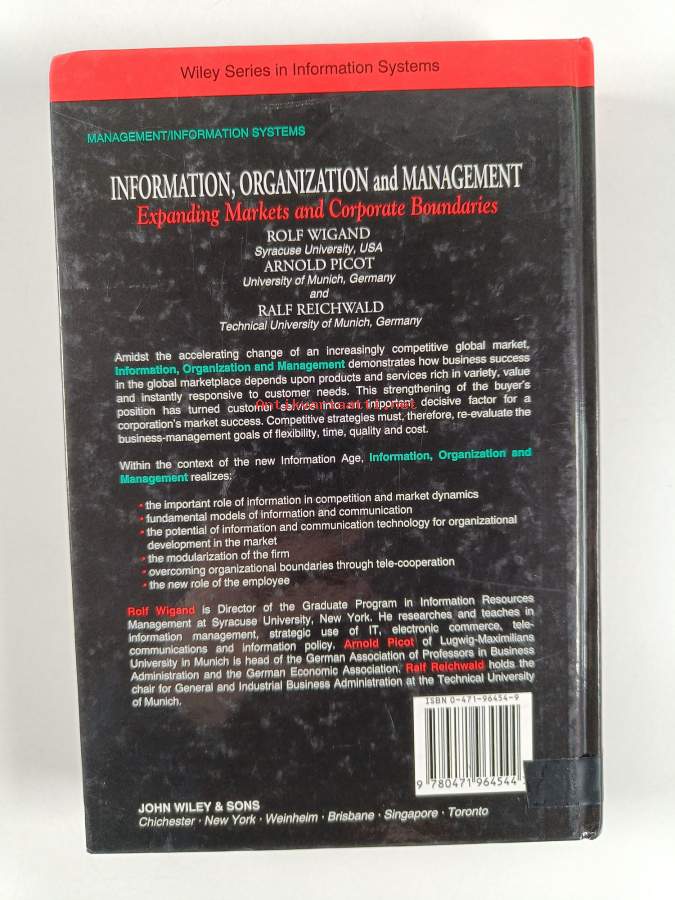 Wiley Series in Information Systems
MANAGEMENT/INFORMATION SYSTEMS
INFORMATION, ORGANIZATION and MANAGEMENT
Expanding Markets and Corporate Boundaries
ROLF WIGAND
Syracuse University, USA
ARNOLD PICOT
University of Munich, Germany
and
RALF REICHWALD
Technical University of Munich, Germany
Amidst the accelerating change of an increasingly competitive global market,
Information, Organization and Management demonstrates how business success
in the global marketplace depends upon products and services rich in variety, value
and instantly responsive to customer needs. This strengthening of the buyer's
position has turned customer service into an important decisive factor for a
Antikvariaatti.net
corporation's market success. Competitive strategies must, therefore, re-evaluate the
business-management goals of flexibility, time, quality and cost.
Within the context of the new Information Age, Information, Organization and
Management realizes:
• the important role of information in competition and market dynamics
• fundamental models of information and communication
• the potential of information and communication technology for organizational
development in the market
• the modularization of the firm
• overcoming organizational boundaries through tele-cooperation
• the new role of the employee
Rolf Wigand is Director of the Graduate Program in Information Resources
Management at Syracuse University, New York. He researches and teaches in
information management, strategic use of IT, electronic commerce, tele-
communications and information policy. Arnold Picot of Lugwig-Maximilians
University in Munich is head of the German Association of Professors in Business
Administration and the German Economic Association. Ralf Reichwald holds the
chair for General and Industrial Business Administration at the Technical University
of Munich.
ISBN 0-471-96454-9
9 780471 964544
JOHN WILEY & SONS
Chichester · New York · Weinheim · Brisbane · Singapore · Toronto